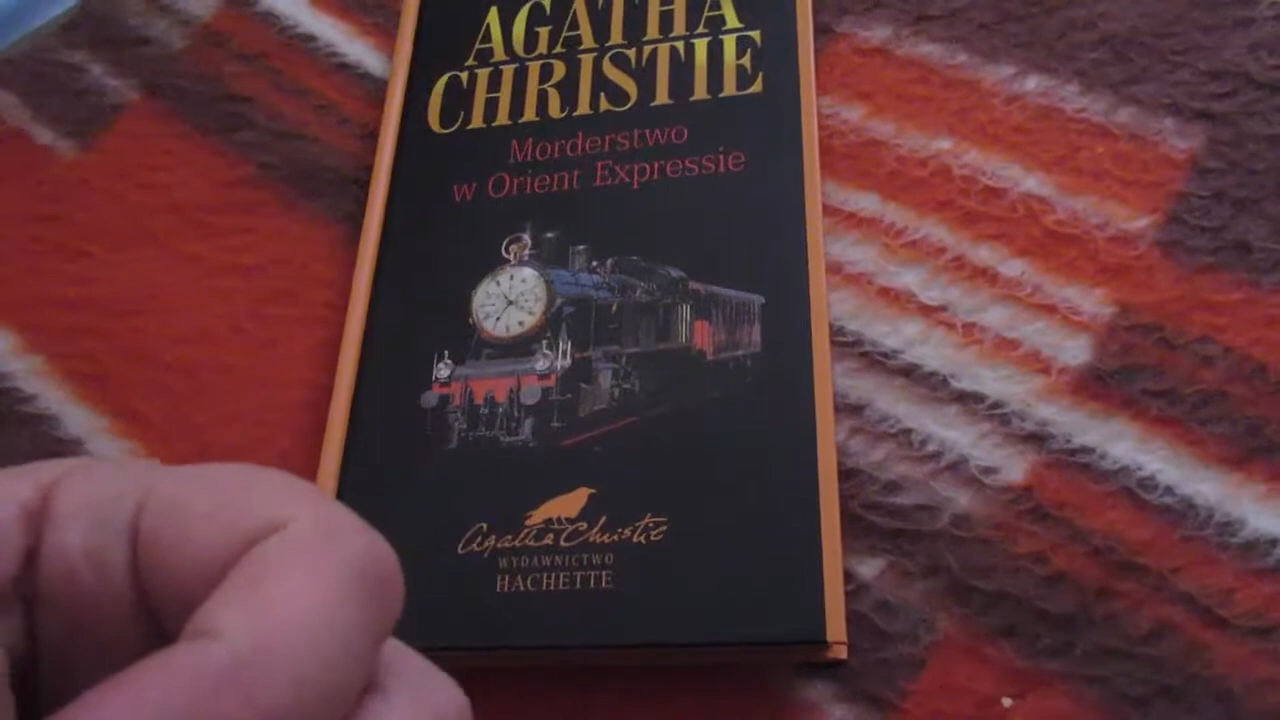 AGATHA
CHRISTIE
Morderstwo
w Orient Expressie
Agatha Christie
WYDAWNICTWO
HACHETTE